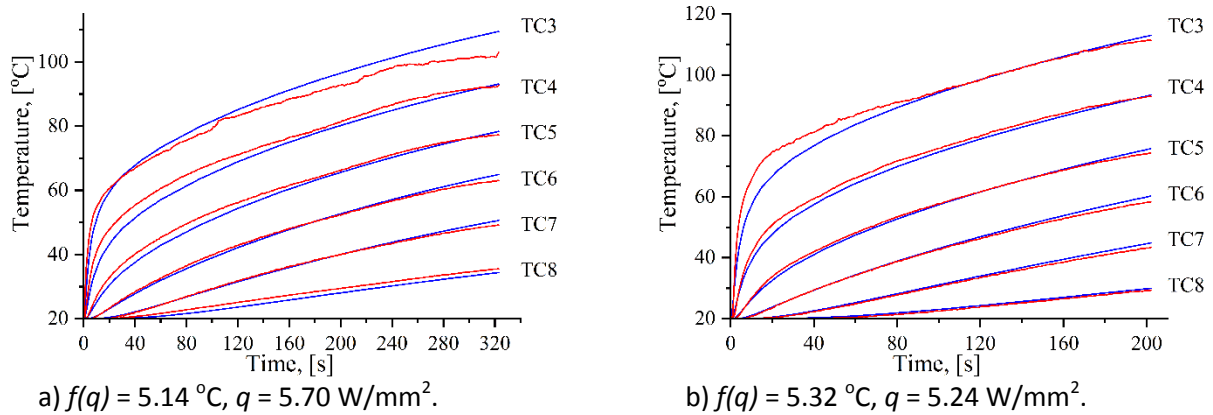 TC3
TC4
TC5
TC6
TC7
TC8
Temperature, [°C]
100
80
60
40
20
0 40 80 120 160 200 240 280 320
Time, [s]
a) f(q) = 5.14 °C, q = 5.70 W/mm².
TC3
TC4
TC5
TC6
TC7
TC8
Temperature, [°C]
120
100
80
60
40
20
0 40 80 120 160 200
Time, [s]
b) f(q) = 5.32 °C, q = 5.24 W/mm².